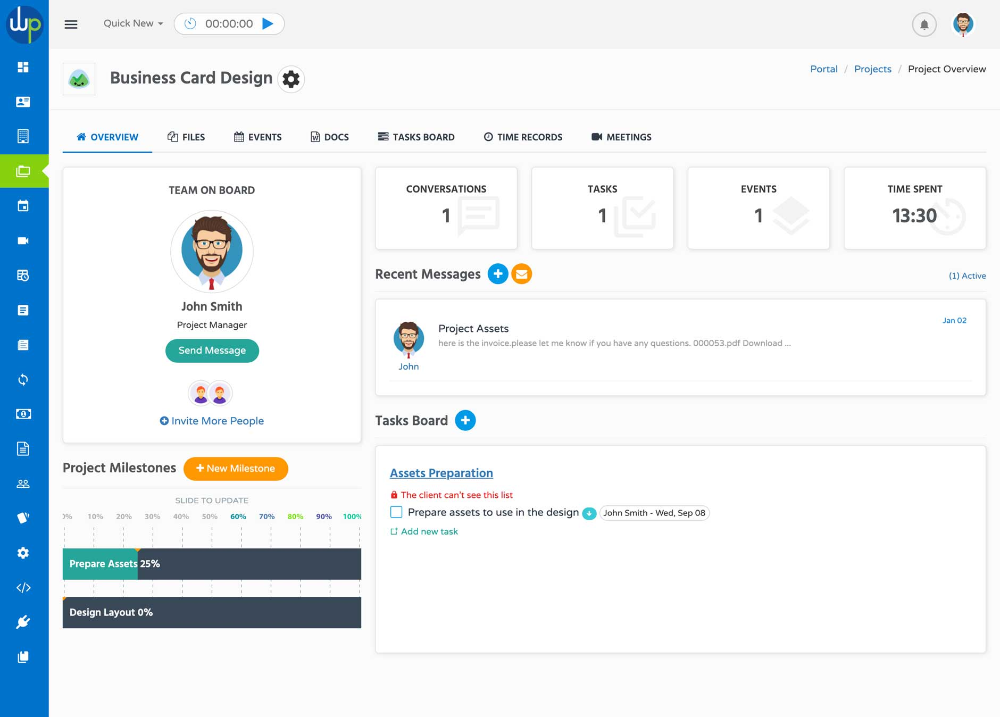 wp
Quick New
00:00:00
Business Card Design
Portal / Projects / Project Overview
OVERVIEW
FILES
EVENTS
DOCS
TASKS BOARD
TIME RECORDS
MEETINGS
TEAM ON BOARD
John Smith
Project Manager
Send Message
Invite More People
CONVERSATIONS
1
TASKS
1
EVENTS
1
TIME SPENT
13:30
Recent Messages
(1) Active
Project Assets
Jan 02
here is the invoice.please let me know if you have any questions. 000053.pdf Download ...
John
Project Milestones
New Milestone
SLIDE TO UPDATE
0% 10% 20% 30% 40% 50% 60% 70% 80% 90% 100%
Prepare Assets 25%
Design Layout 0%
Tasks Board
Assets Preparation
The client can't see this list
Prepare assets to use in the design
John Smith - Wed, Sep 08
Add new task